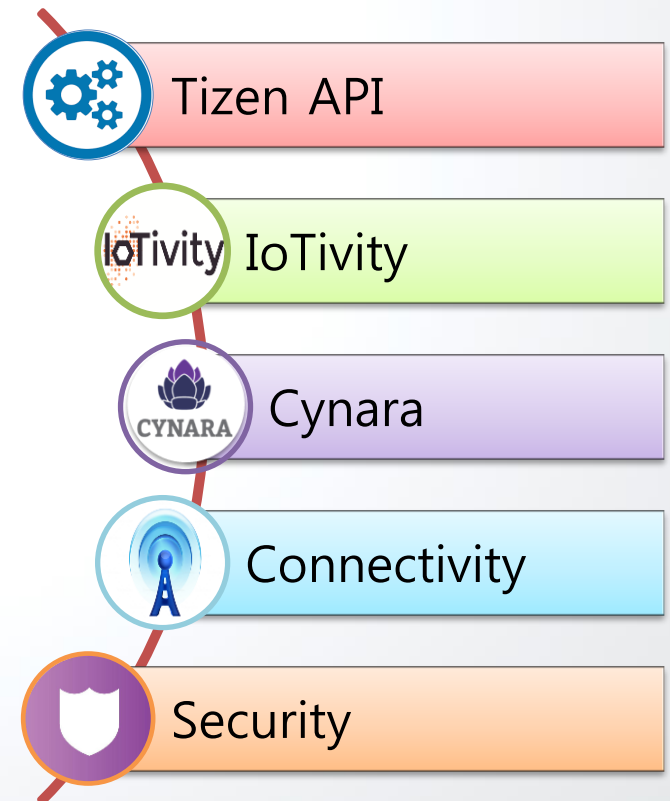 Tizen API
IoTivity
IoTivity
CYNARA
Cynara
Connectivity
Security